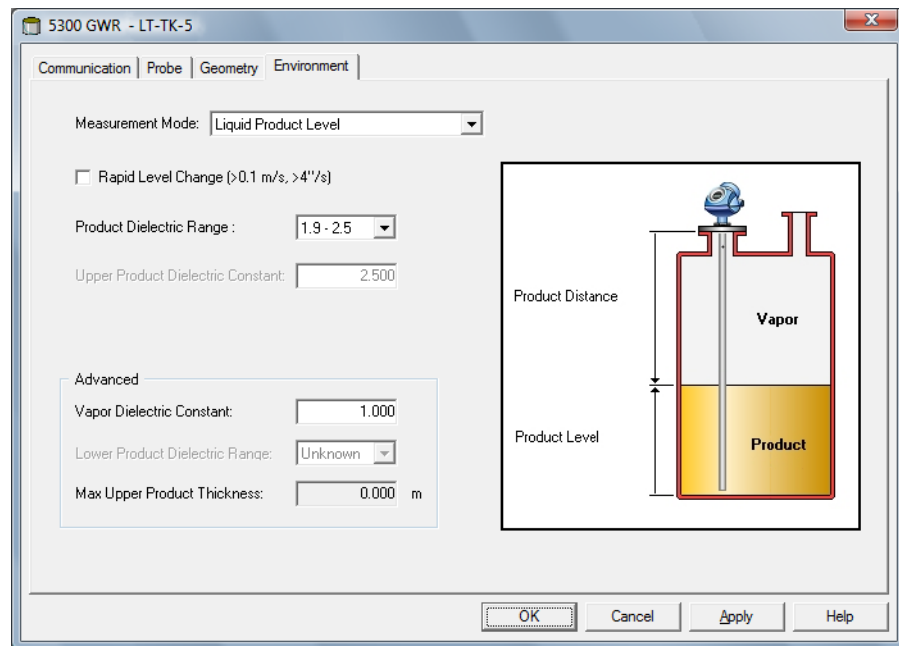 5300 GWR - LT-TK-5
Communication Probe Geometry Environment
Measurement Mode: Liquid Product Level
Rapid Level Change (>0.1 m/s, >4"/s)
Product Dielectric Range : 1.9 - 2.5
Upper Product Dielectric Constant: 2.500
Advanced
Vapor Dielectric Constant: 1.000
Lower Product Dielectric Range: Unknown
Max Upper Product Thickness: 0.000 m
Product Distance
Vapor
Product Level
Product
OK Cancel Apply Help